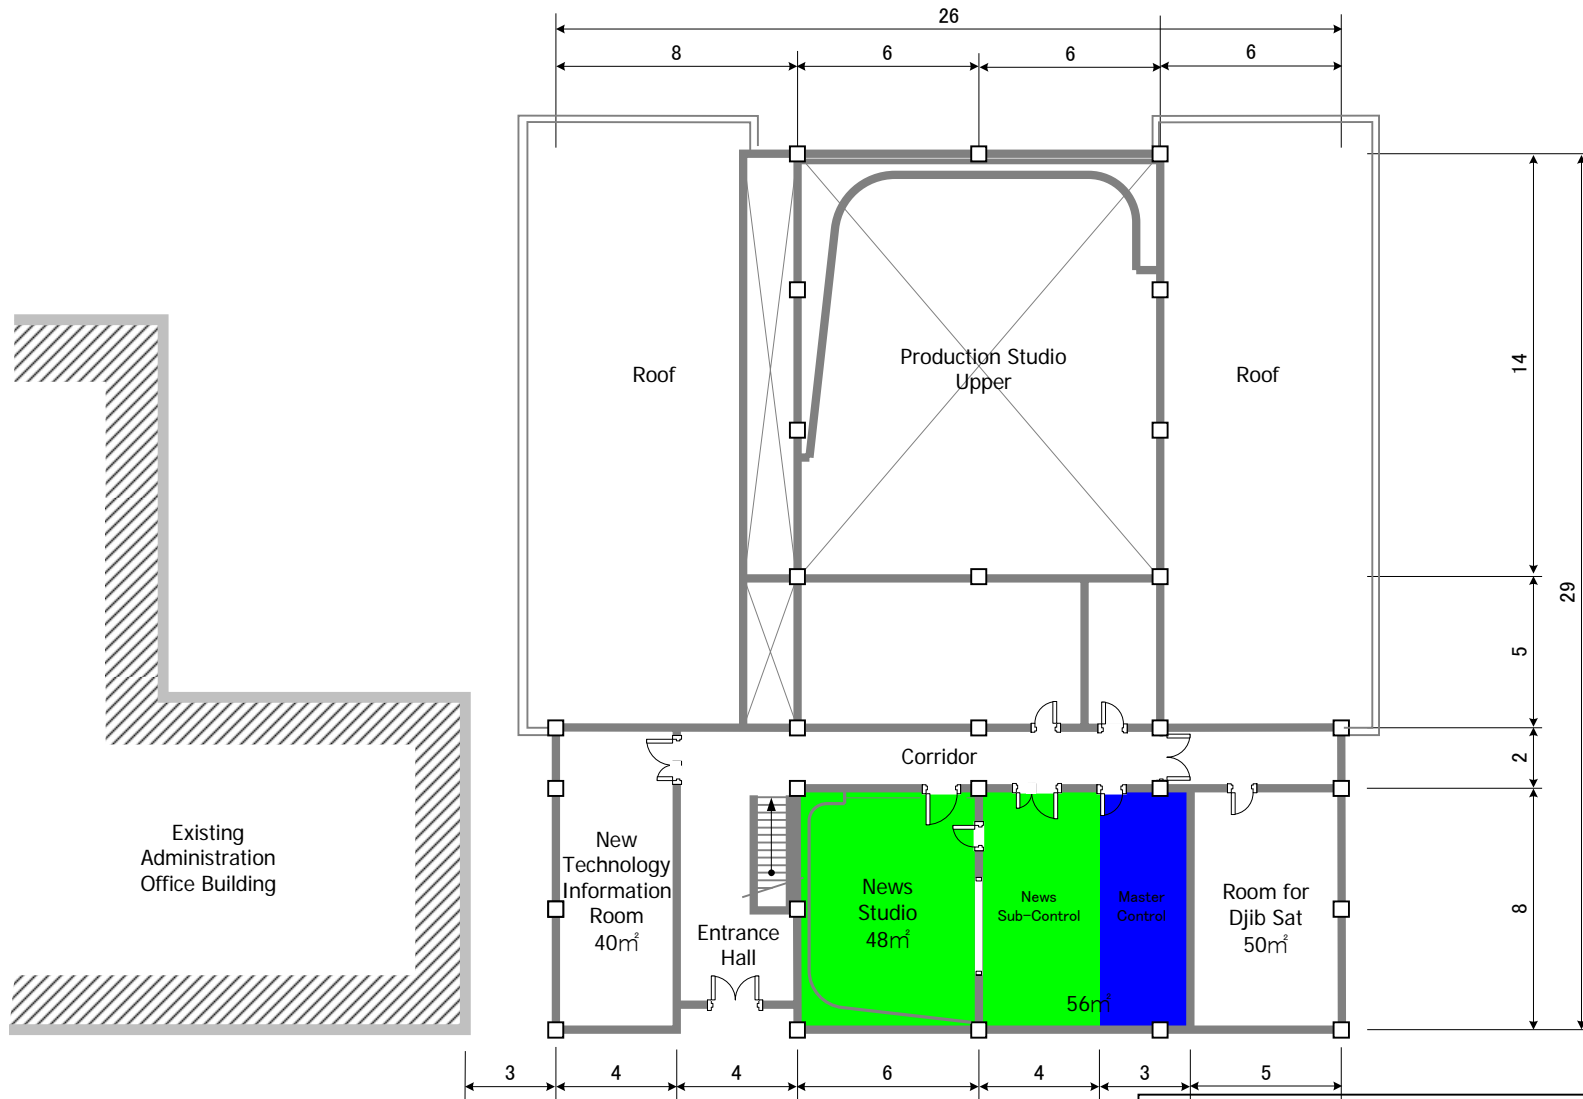 26
8
6
6
6
Roof
Production Studio
Upper
Roof
14
29
5
Corridor
2
Existing
Administration
Office Building
New
Technology
Information
Room
40㎡
Entrance
Hall
News
Studio
48㎡
News
Sub-Control
Master
Control
56㎡
Room for
Djib Sat
50㎡
8
3
4
4
6
4
3
5